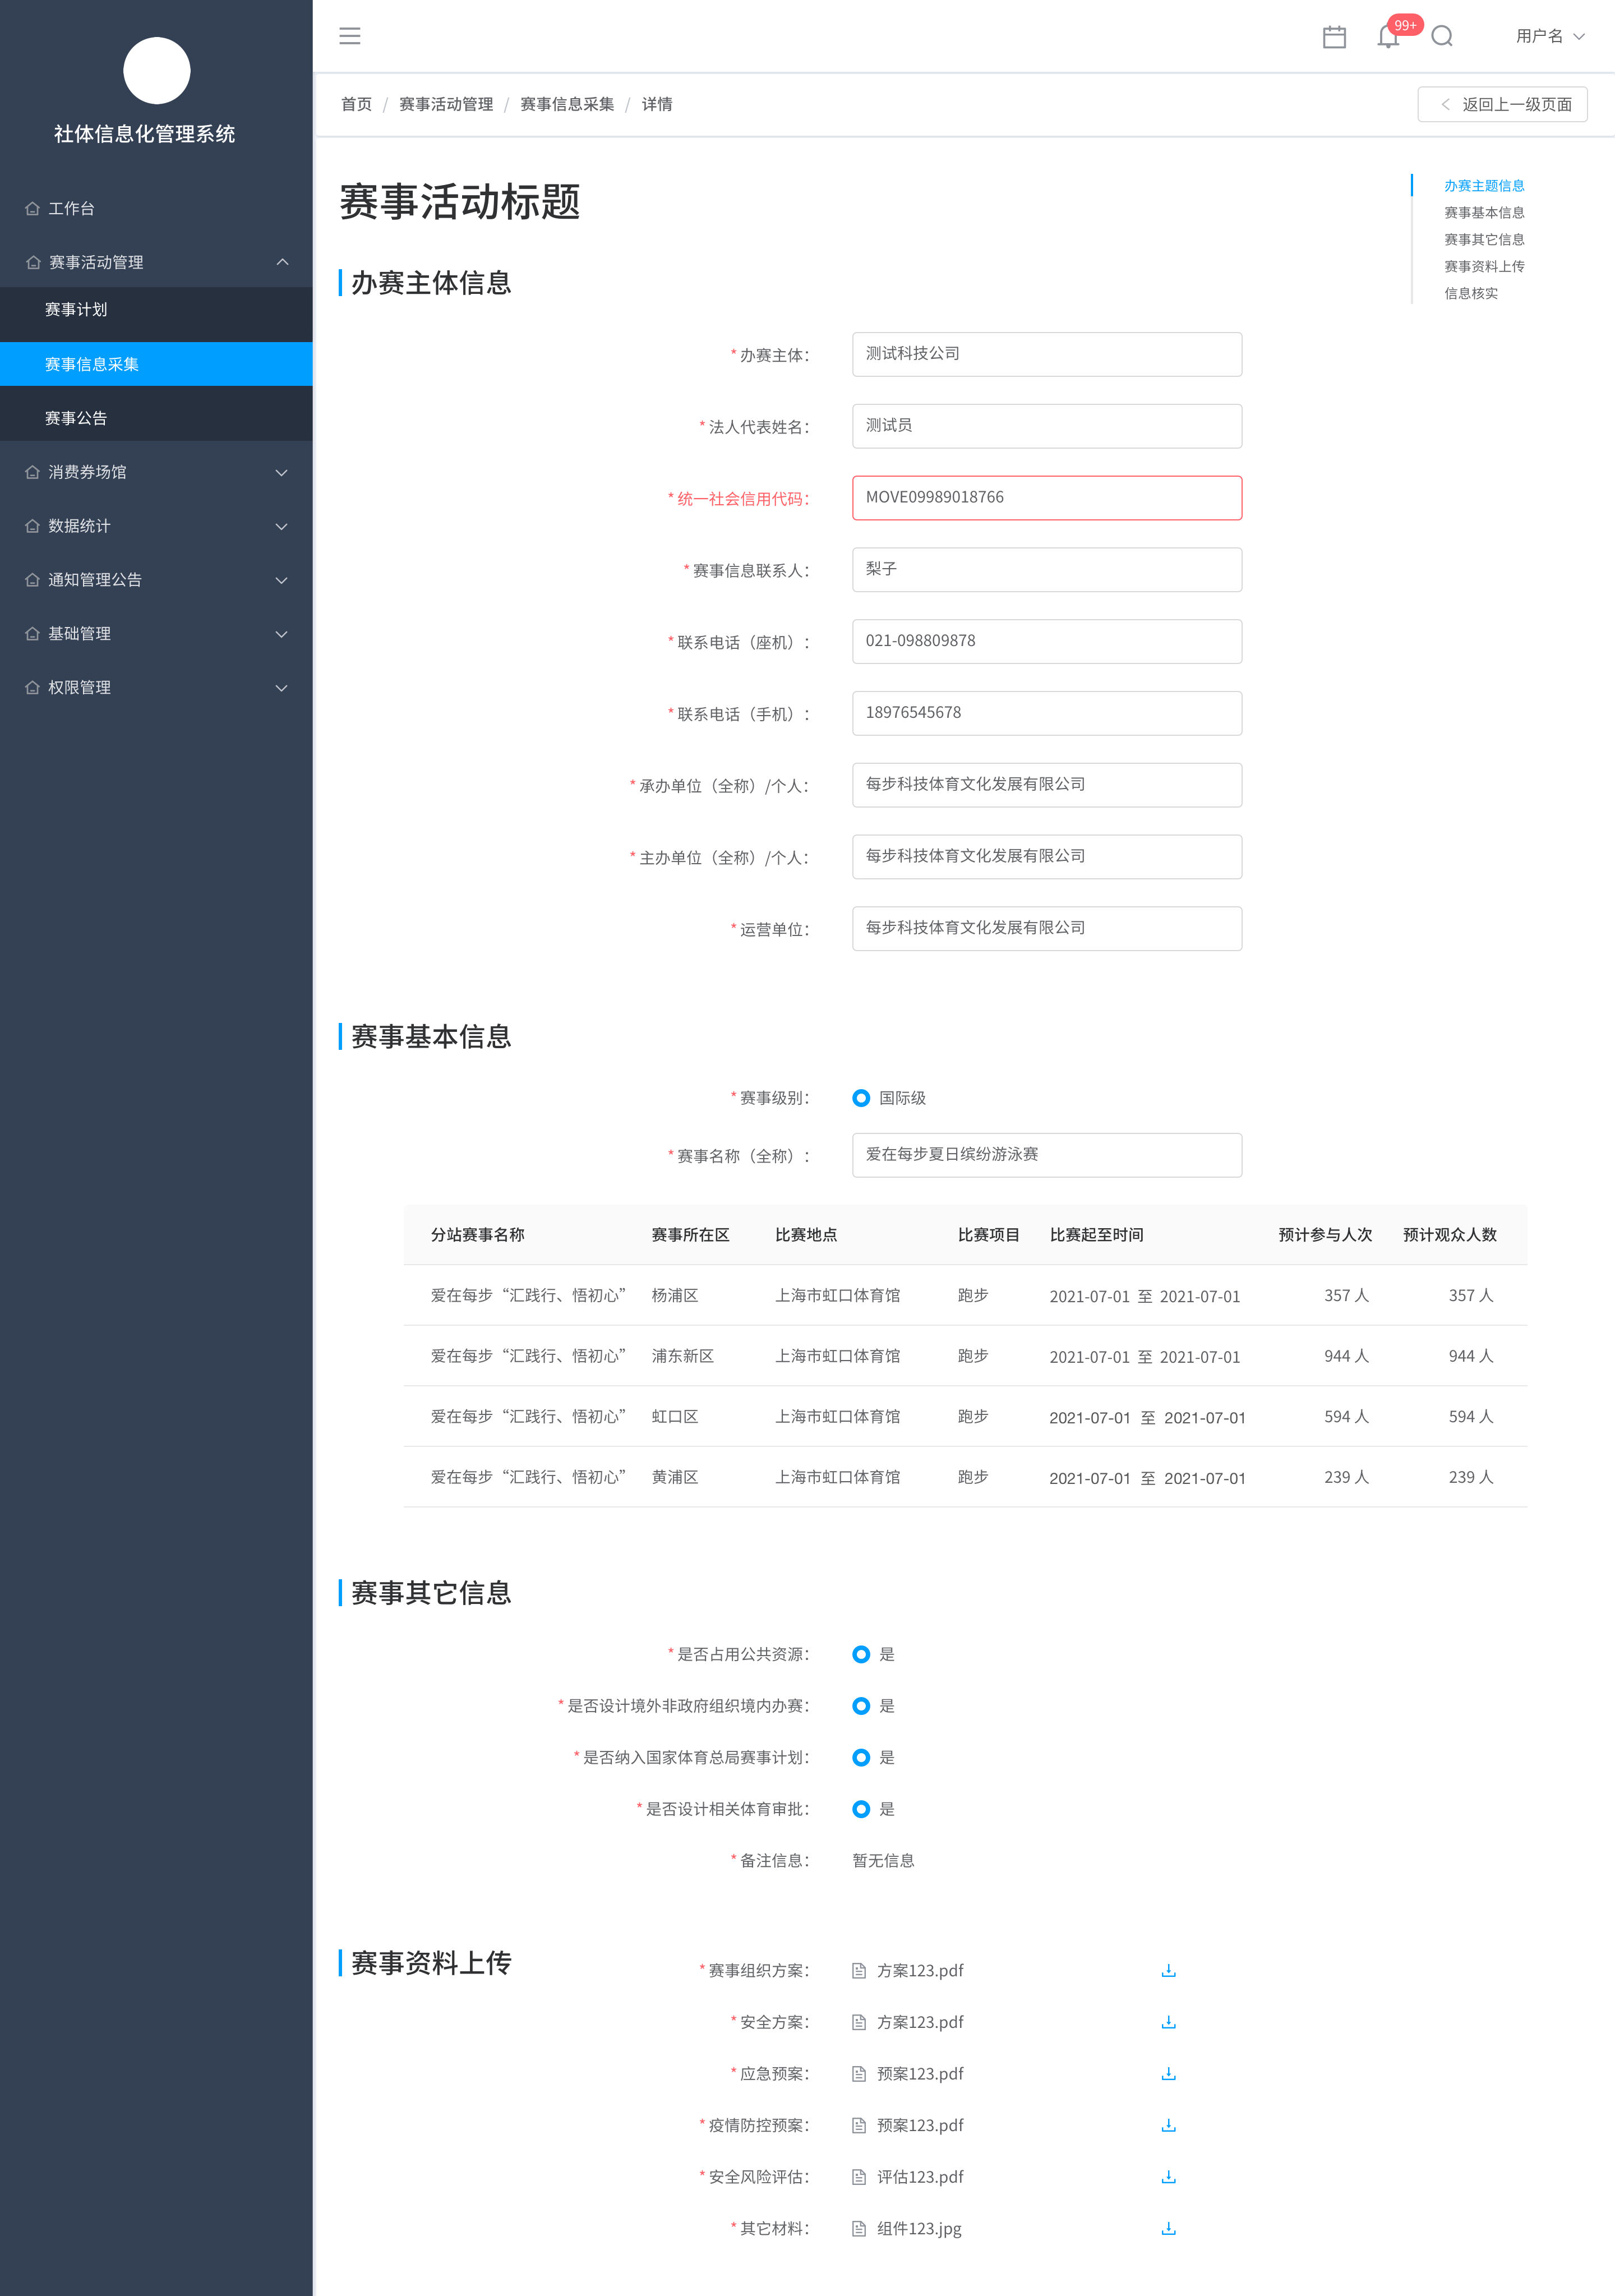 社体信息化管理系统
工作台
赛事活动管理
赛事计划
赛事信息采集
赛事公告
消费券场馆
数据统计
通知管理公告
基础管理
权限管理
99+
用户名
首页 / 赛事活动管理 / 赛事信息采集 / 详情
返回上一级页面
赛事活动标题
办赛主题信息
赛事基本信息
赛事其它信息
赛事资料上传
信息核实
办赛主体信息
*办赛主体： 测试科技公司
*法人代表姓名： 测试员
*统一社会信用代码： MOVE09989018766
*赛事信息联系人： 梨子
*联系电话（座机）： 021-098809878
*联系电话（手机）： 18976545678
*承办单位（全称）/个人： 每步科技体育文化发展有限公司
*主办单位（全称）/个人： 每步科技体育文化发展有限公司
*运营单位： 每步科技体育文化发展有限公司
赛事基本信息
*赛事级别： 国际级
*赛事名称（全称）： 爱在每步夏日缤纷游泳赛
分站赛事名称 赛事所在区 比赛地点 比赛项目 比赛起至时间 预计参与人次 预计观众人数
爱在每步“汇践行、悟初心” 杨浦区 上海市虹口体育馆 跑步 2021-07-01 至 2021-07-01 357 人 357 人
爱在每步“汇践行、悟初心” 浦东新区 上海市虹口体育馆 跑步 2021-07-01 至 2021-07-01 944 人 944 人
爱在每步“汇践行、悟初心” 虹口区 上海市虹口体育馆 跑步 2021-07-01 至 2021-07-01 594 人 594 人
爱在每步“汇践行、悟初心” 黄浦区 上海市虹口体育馆 跑步 2021-07-01 至 2021-07-01 239 人 239 人
赛事其它信息
*是否占用公共资源： 是
*是否设计境外非政府组织境内办赛： 是
*是否纳入国家体育总局赛事计划： 是
*是否设计相关体育审批： 是
*备注信息： 暂无信息
赛事资料上传
*赛事组织方案： 方案123.pdf
*安全方案： 方案123.pdf
*应急预案： 预案123.pdf
*疫情防控预案： 预案123.pdf
*安全风险评估： 评估123.pdf
*其它材料： 组件123.jpg